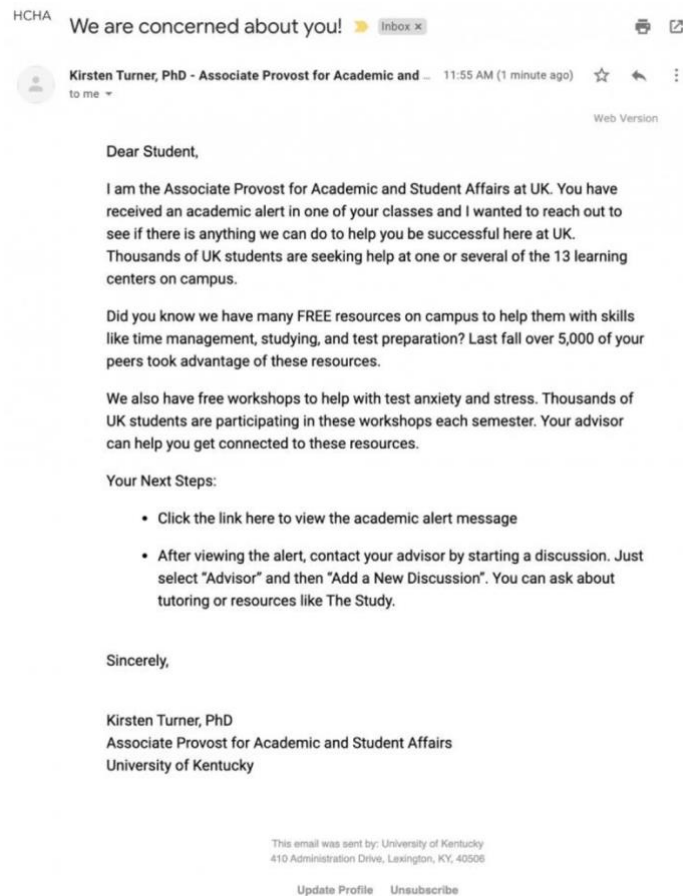 HCHA
We are concerned about you! Inbox ×
Kirsten Turner, PhD - Associate Provost for Academic and ... 11:55 AM (1 minute ago)
to me
Web Version
Dear Student,
I am the Associate Provost for Academic and Student Affairs at UK. You have
received an academic alert in one of your classes and I wanted to reach out to
see if there is anything we can do to help you be successful here at UK.
Thousands of UK students are seeking help at one or several of the 13 learning
centers on campus.
Did you know we have many FREE resources on campus to help them with skills
like time management, studying, and test preparation? Last fall over 5,000 of your
peers took advantage of these resources.
We also have free workshops to help with test anxiety and stress. Thousands of
UK students are participating in these workshops each semester. Your advisor
can help you get connected to these resources.
Your Next Steps:
• Click the link here to view the academic alert message
• After viewing the alert, contact your advisor by starting a discussion. Just
select “Advisor” and then “Add a New Discussion”. You can ask about
tutoring or resources like The Study.
Sincerely,
Kirsten Turner, PhD
Associate Provost for Academic and Student Affairs
University of Kentucky
This email was sent by: University of Kentucky
410 Administration Drive, Lexington, KY, 40506
Update Profile Unsubscribe